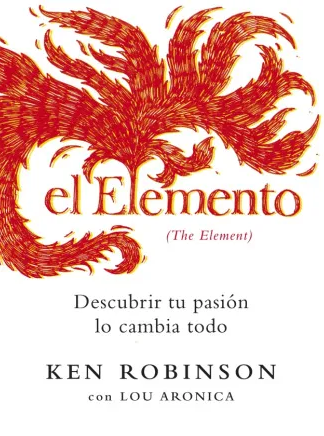 el Elemento
(The Element)
Descubrir tu pasión
lo cambia todo
KEN ROBINSON
con LOU ARONICA